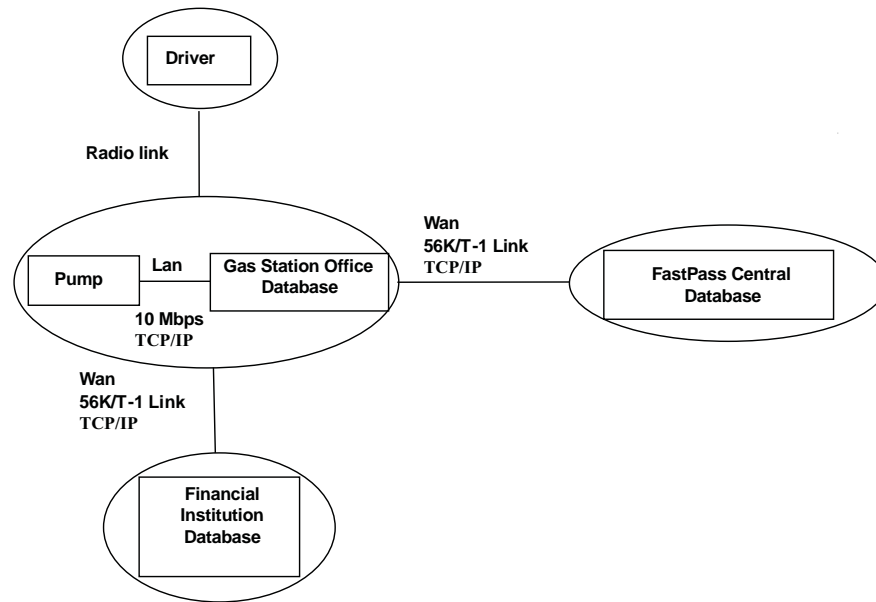 Driver
Radio link
Wan
56K/T-1 Link
TCP/IP
Pump
Lan
Gas Station Office
Database
FastPass Central
Database
10 Mbps
TCP/IP
Wan
56K/T-1 Link
TCP/IP
Financial
Institution
Database